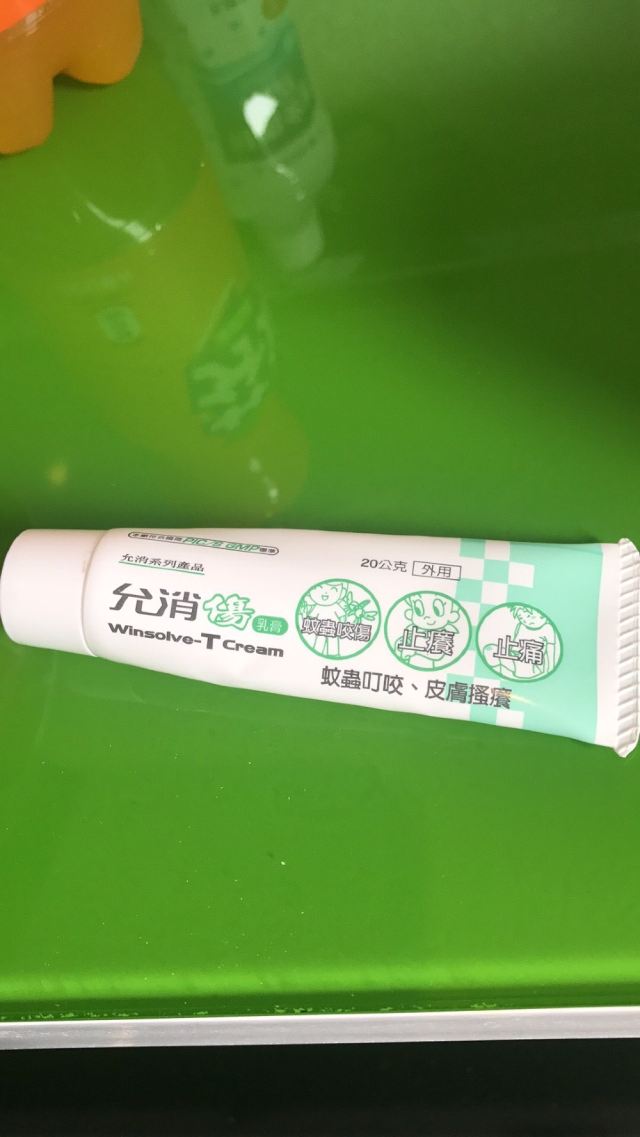 PIC/S GMP
允消系列產品
20公克 外用
允消傷乳膏
Winsolve-T Cream
蚊蟲咬傷
止癢
止痛
蚊蟲叮咬、皮膚搔癢